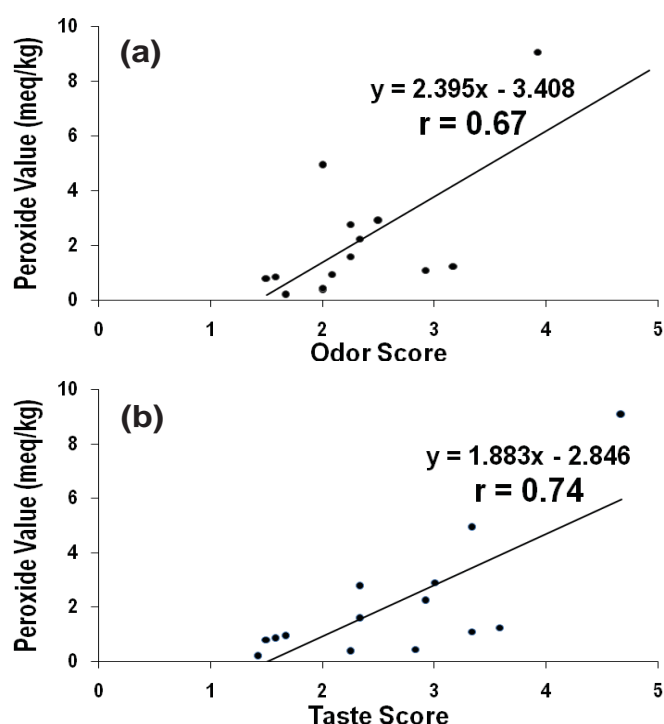 (a)
y = 2.395x - 3.408
r = 0.67
Peroxide Value (meq/kg)
10
8
6
4
2
0
0 1 2 3 4 5
Odor Score
(b)
y = 1.883x - 2.846
r = 0.74
Peroxide Value (meq/kg)
10
8
6
4
2
0
0 1 2 3 4 5
Taste Score